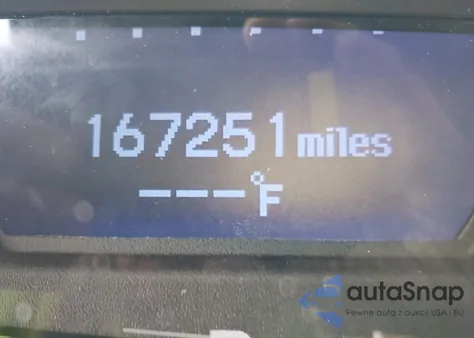 167251 miles
---°F
autaSnap
Pewne auta z aukcji USA i EU